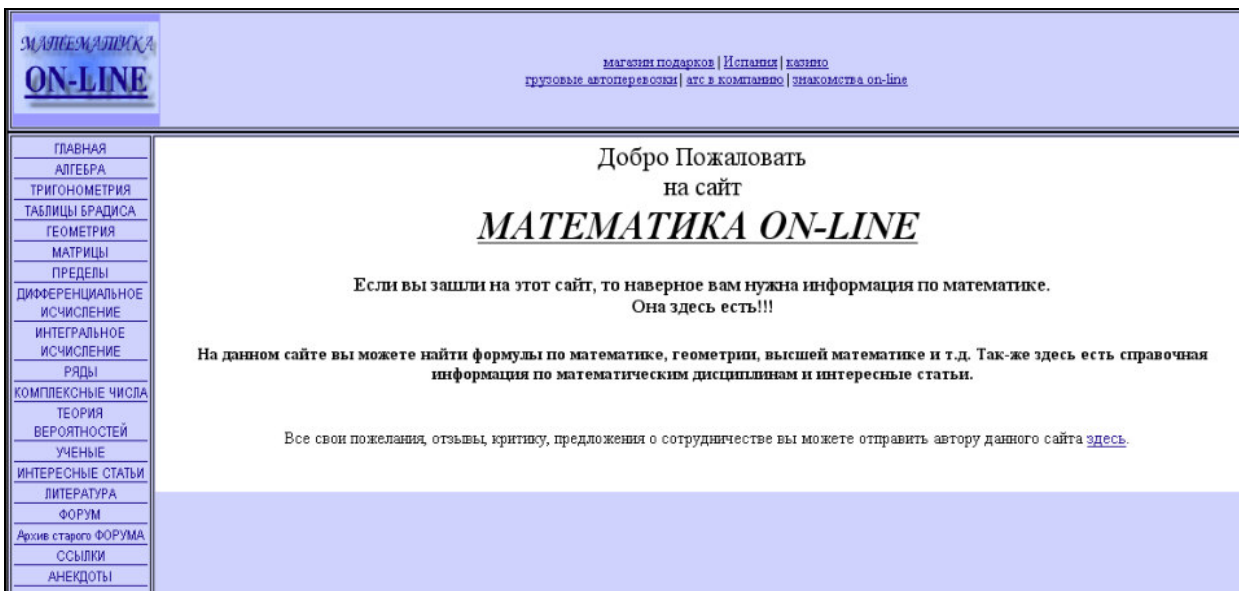 МАТЕМАТИКА
ON-LINE
магазин подарков | Испания | казино
грузовые автоперевозки | атс в компанию | знакомства on-line
ГЛАВНАЯ
АЛГЕБРА
ТРИГОНОМЕТРИЯ
ТАБЛИЦЫ БРАДИСА
ГЕОМЕТРИЯ
МАТРИЦЫ
ПРЕДЕЛЫ
ДИФФЕРЕНЦИАЛЬНОЕ
ИСЧИСЛЕНИЕ
ИНТЕГРАЛЬНОЕ
ИСЧИСЛЕНИЕ
РЯДЫ
КОМПЛЕКСНЫЕ ЧИСЛА
ТЕОРИЯ
ВЕРОЯТНОСТЕЙ
УЧЕНЫЕ
ИНТЕРЕСНЫЕ СТАТЬИ
ЛИТЕРАТУРА
ФОРУМ
Архив старого ФОРУМА
ССЫЛКИ
АНЕКДОТЫ
Добро Пожаловать
на сайт
МАТЕМАТИКА ON-LINE
Если вы зашли на этот сайт, то наверное вам нужна информация по математике.
Она здесь есть!!!
На данном сайте вы можете найти формулы по математике, геометрии, высшей математике и т.д. Так-же здесь есть справочная
информация по математическим дисциплинам и интересные статьи.
Все свои пожелания, отзывы, критику, предложения о сотрудничестве вы можете отправить автору данного сайта здесь.